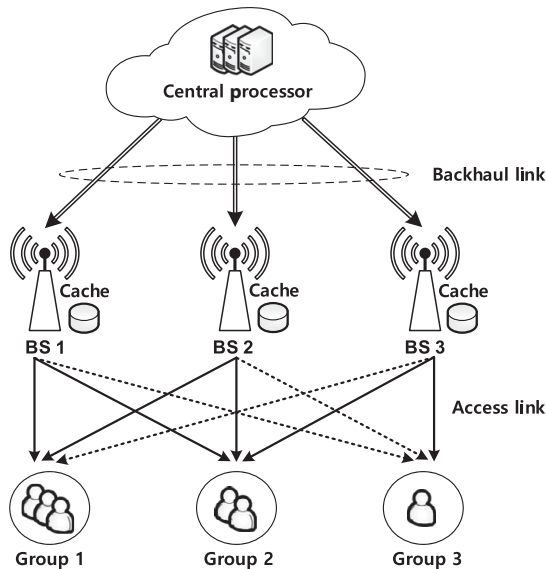 Central processor
Backhaul link
Cache
Cache
Cache
BS 1
BS 2
BS 3
Access link
Group 1
Group 2
Group 3